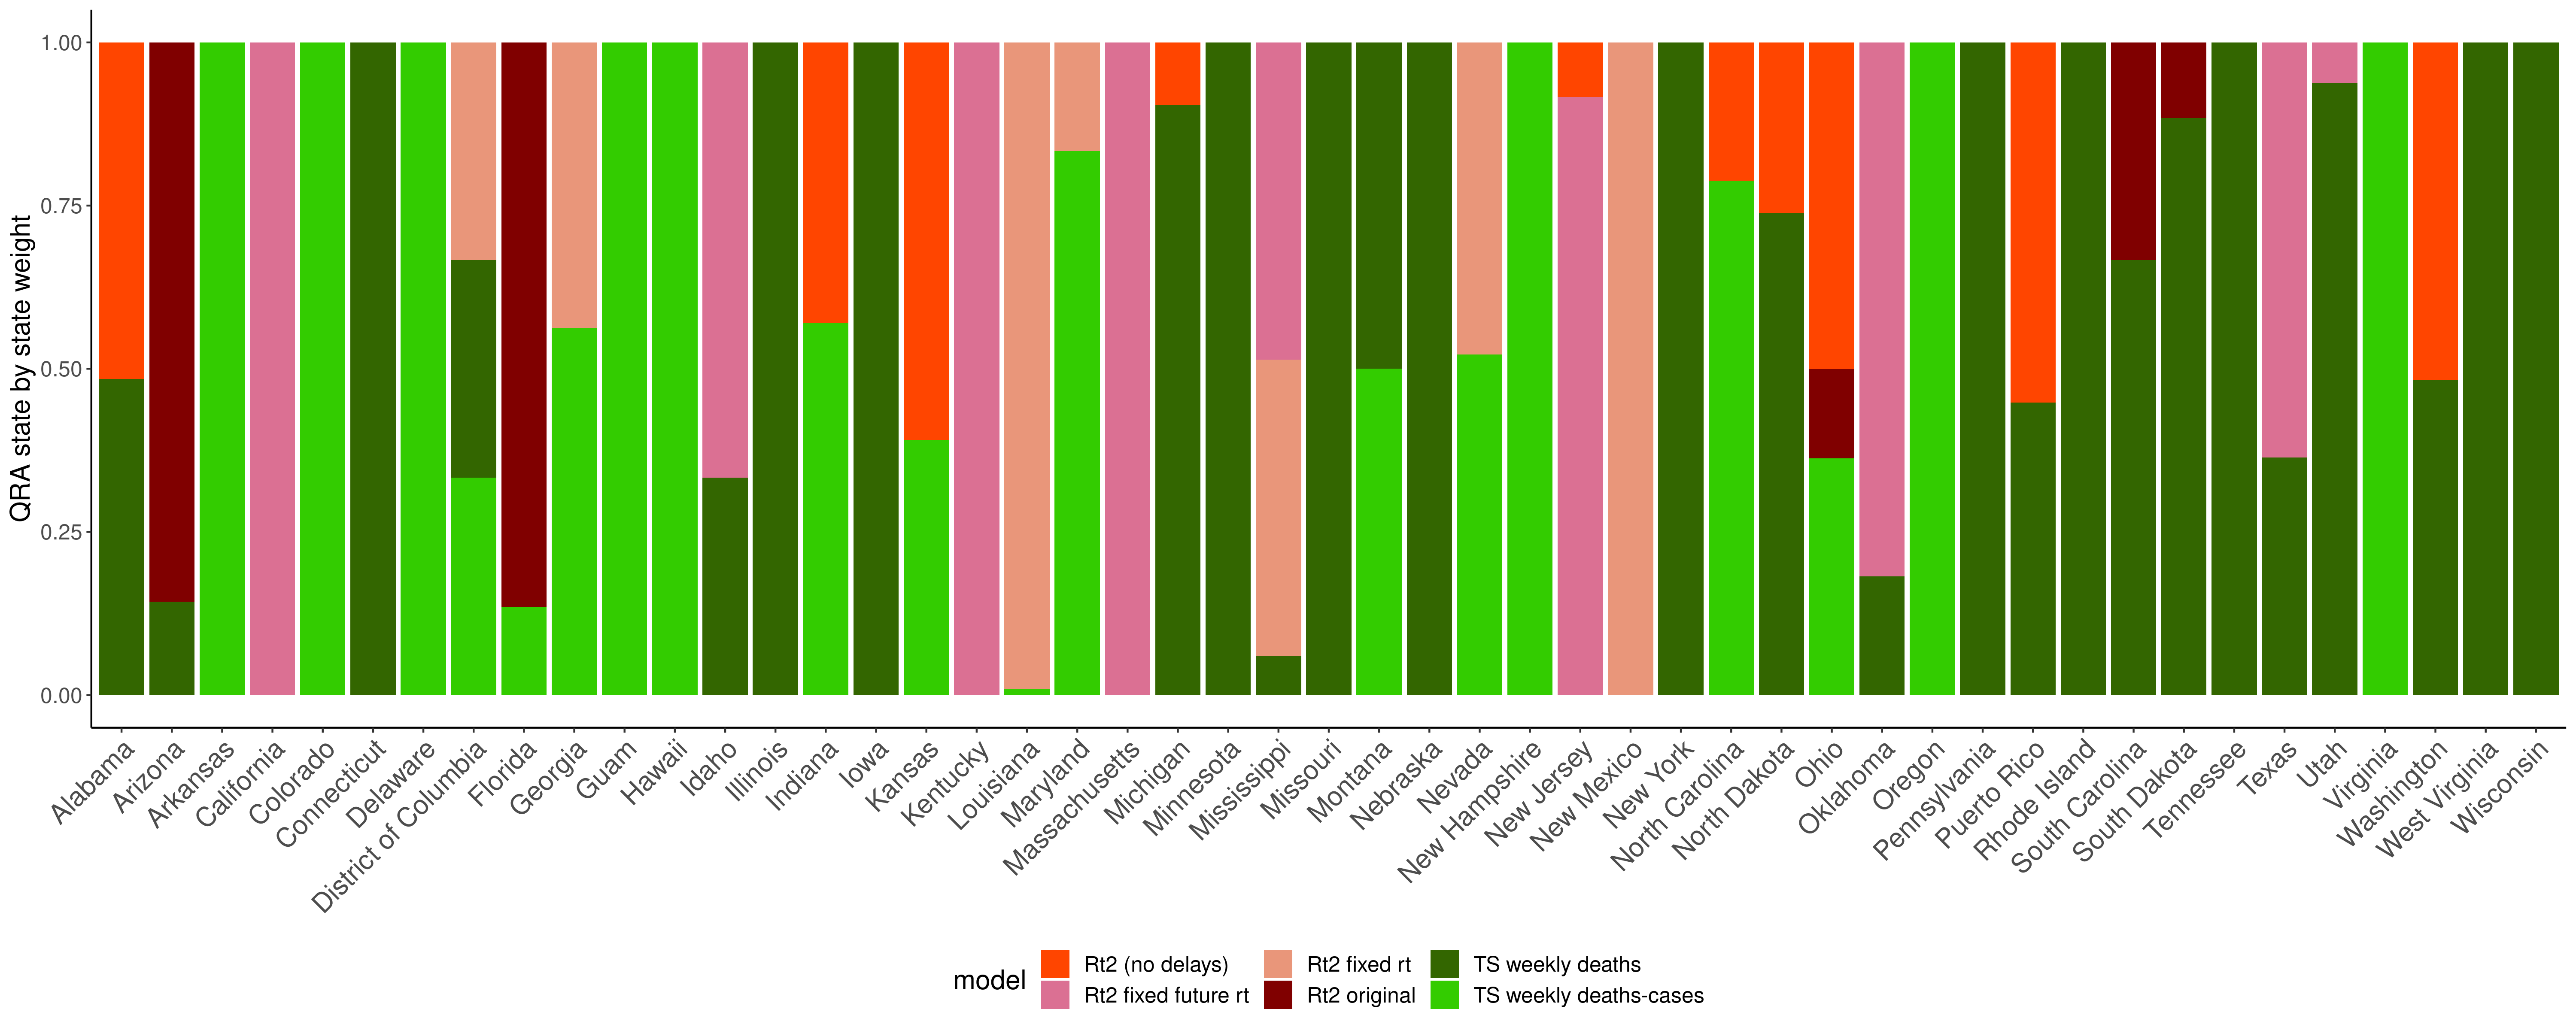 QRA state by state weight
1.00
0.75
0.50
0.25
0.00
Alabama
Arizona
Arkansas
California
Colorado
Connecticut
Delaware
District of Columbia
Florida
Georgia
Guam
Hawaii
Idaho
Illinois
Indiana
Iowa
Kansas
Kentucky
Louisiana
Maryland
Massachusetts
Michigan
Minnesota
Mississippi
Missouri
Montana
Nebraska
Nevada
New Hampshire
New Jersey
New Mexico
New York
North Carolina
North Dakota
Ohio
Oklahoma
Oregon
Pennsylvania
Puerto Rico
Rhode Island
South Carolina
South Dakota
Tennessee
Texas
Utah
Virginia
Washington
West Virginia
Wisconsin
model
Rt2 (no delays)
Rt2 fixed future rt
Rt2 fixed rt
Rt2 original
TS weekly deaths
TS weekly deaths-cases